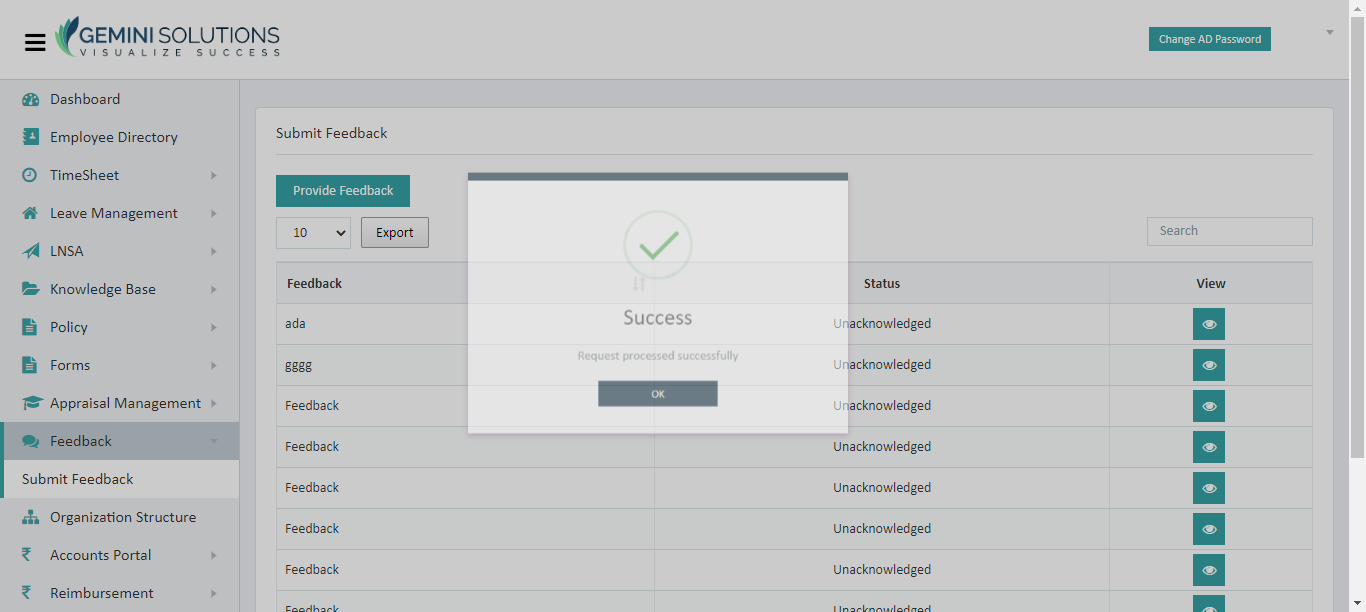 GEMINI SOLUTIONS
VISUALIZE SUCCESS
Change AD Password
Dashboard
Employee Directory
TimeSheet
Leave Management
LNSA
Knowledge Base
Policy
Forms
Appraisal Management
Feedback
Submit Feedback
Organization Structure
₹ Accounts Portal
₹ Reimbursement
Submit Feedback
Provide Feedback
10
Export
Search
Feedback Status View
ada Unacknowledged
gggg Unacknowledged
Feedback Unacknowledged
Feedback Unacknowledged
Feedback Unacknowledged
Feedback Unacknowledged
Feedback Unacknowledged
Feedback Unacknowledged
Success
Request processed successfully
OK